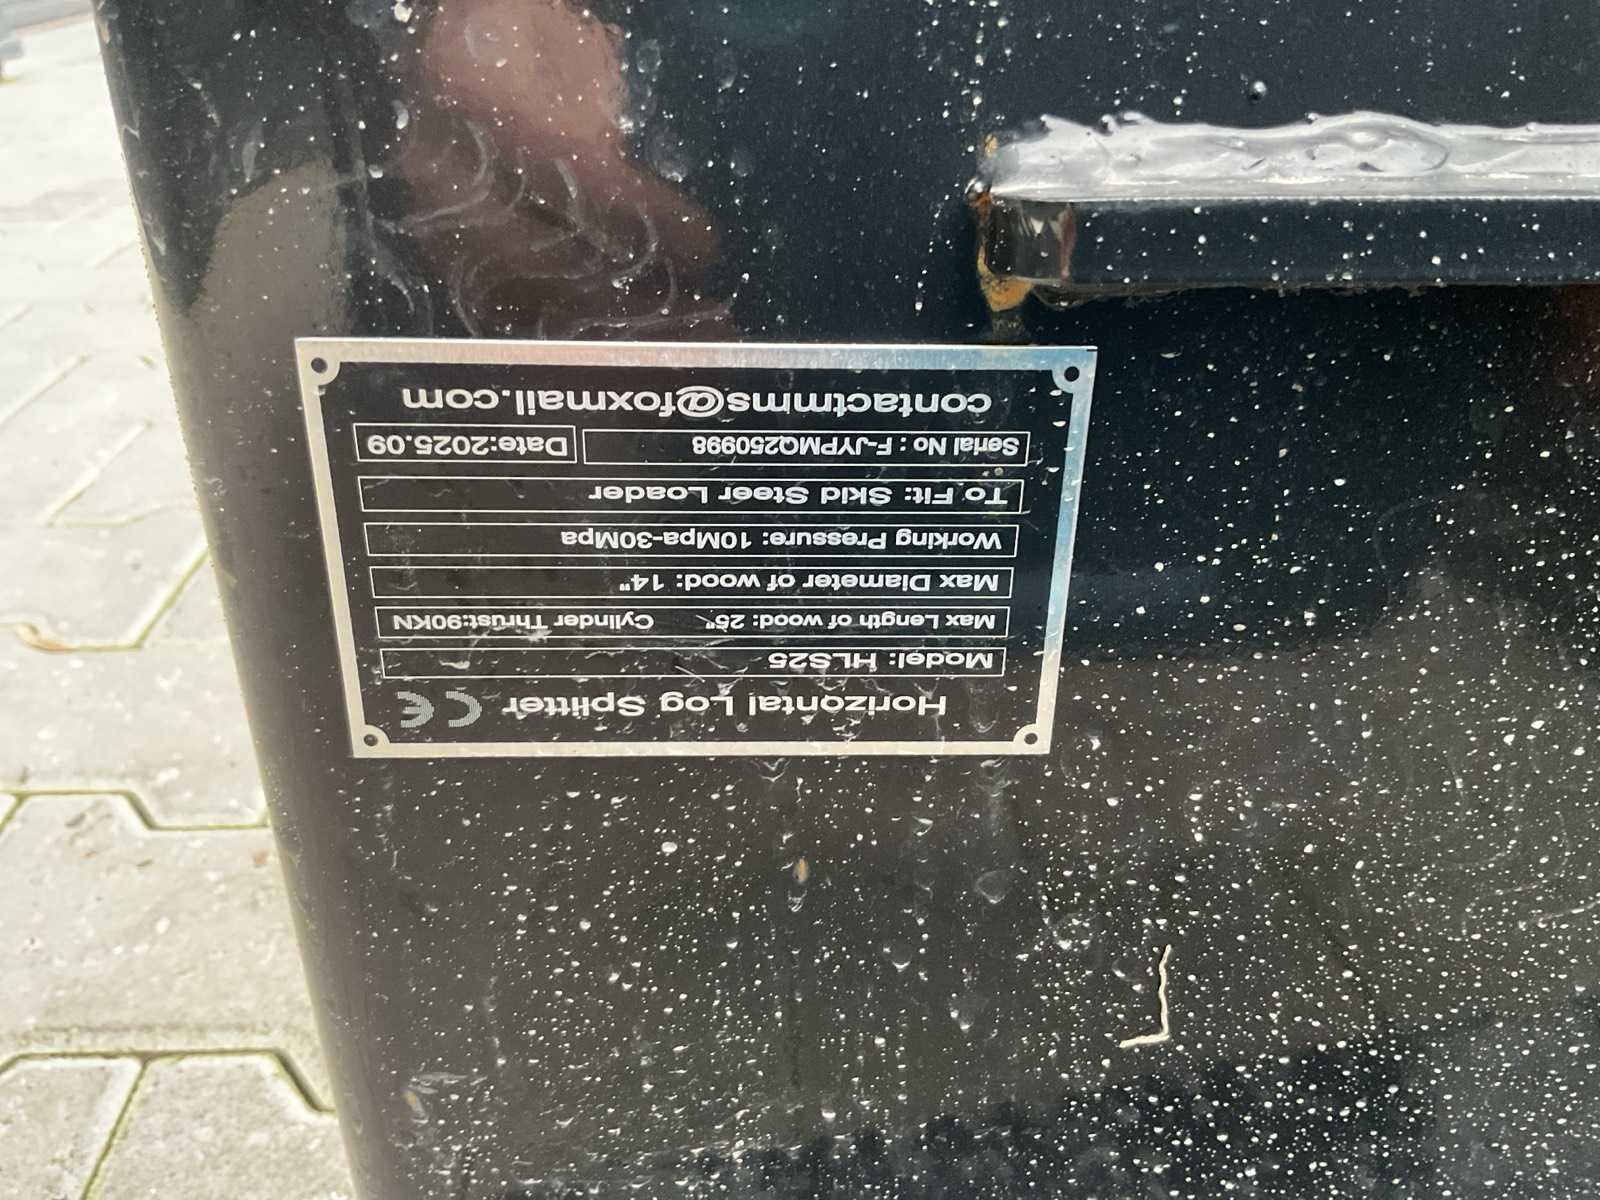 Horizontal Log Splitter CE
Model: HLS25
Max Length of wood: 25" Cylinder Thrust:90KN
Max Diameter of wood: 14"
Working Pressure: 10Mpa-30Mpa
To Fit: Skid Steer Loader
Serial No : F-JYPMQ250998 Date:2025.09
contactmms@foxmail.com